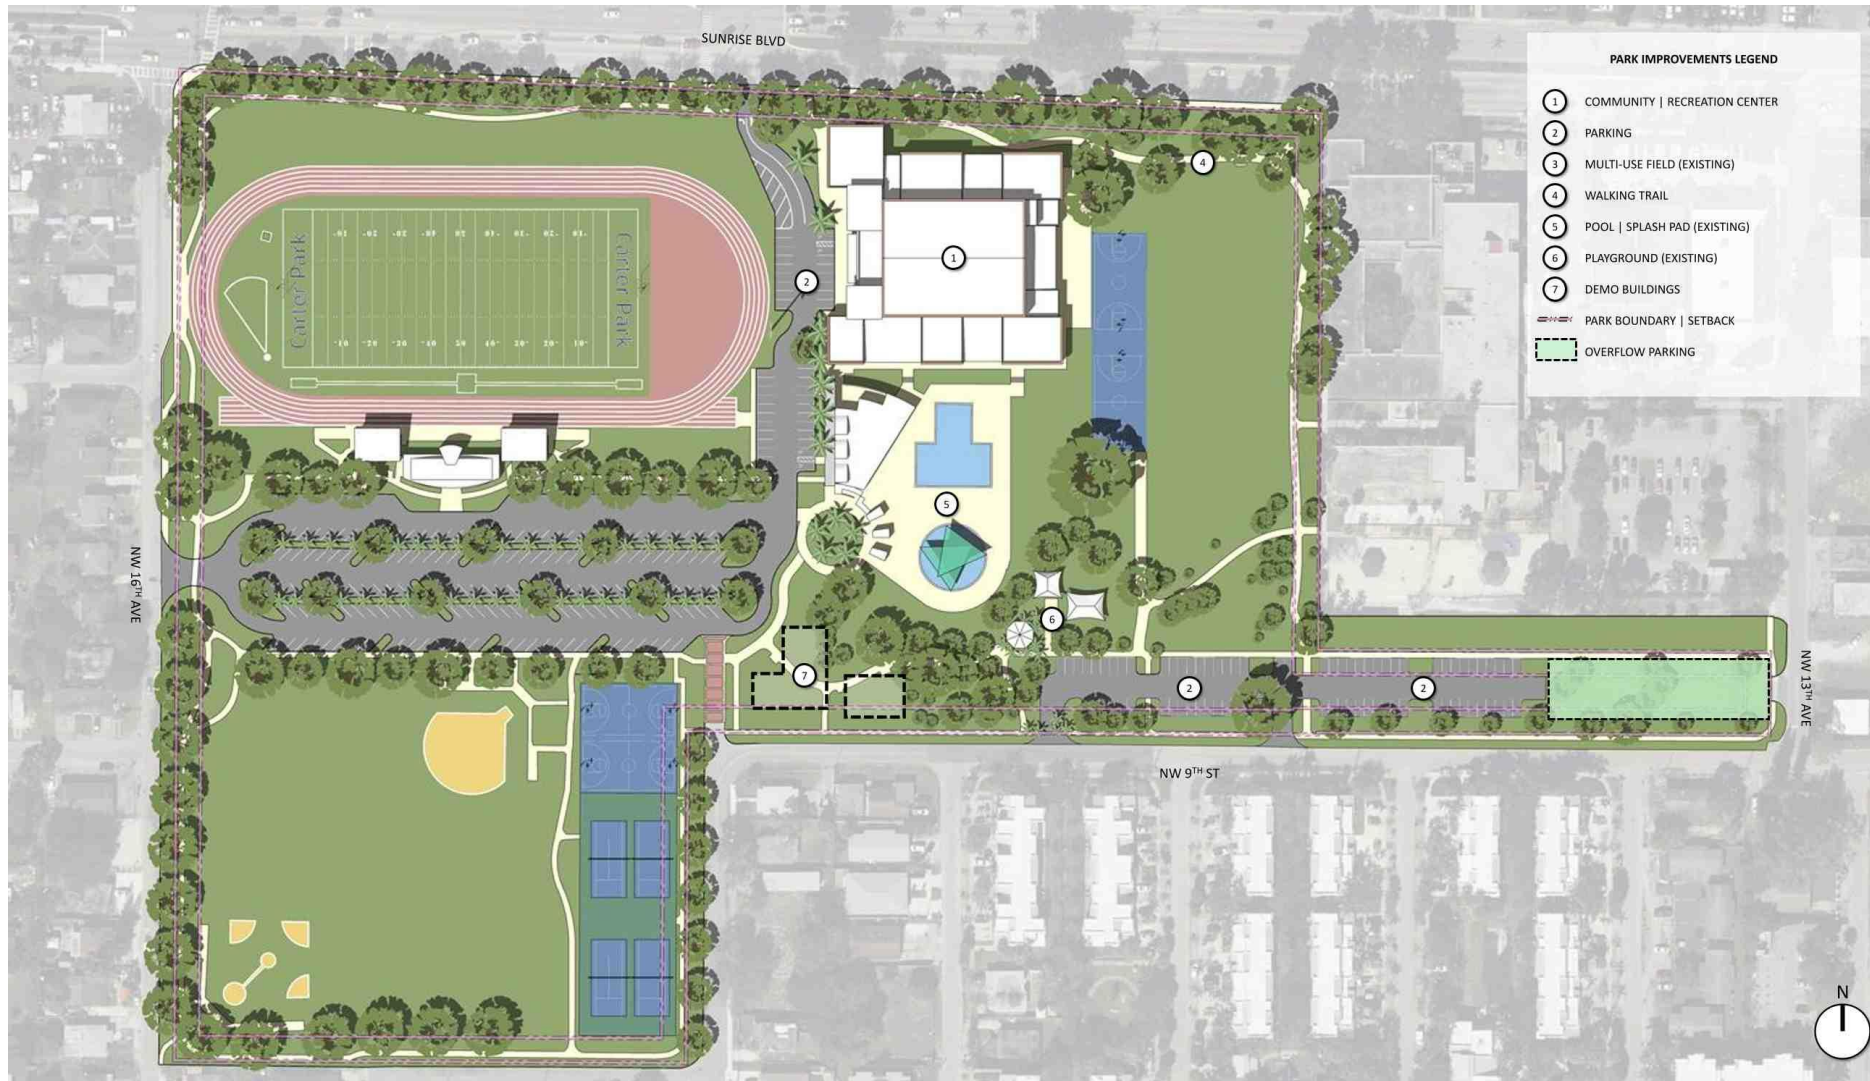 SUNRISE BLVD
PARK IMPROVEMENTS LEGEND
1 COMMUNITY | RECREATION CENTER
2 PARKING
3 MULTI-USE FIELD (EXISTING)
4 WALKING TRAIL
5 POOL | SPLASH PAD (EXISTING)
6 PLAYGROUND (EXISTING)
7 DEMO BUILDINGS
PARK BOUNDARY | SETBACK
OVERFLOW PARKING
4
Carter Park
Carter Park
1
2
5
NW 16TH AVE
6
7
2
2
NW 13TH AVE
NW 9TH ST
N